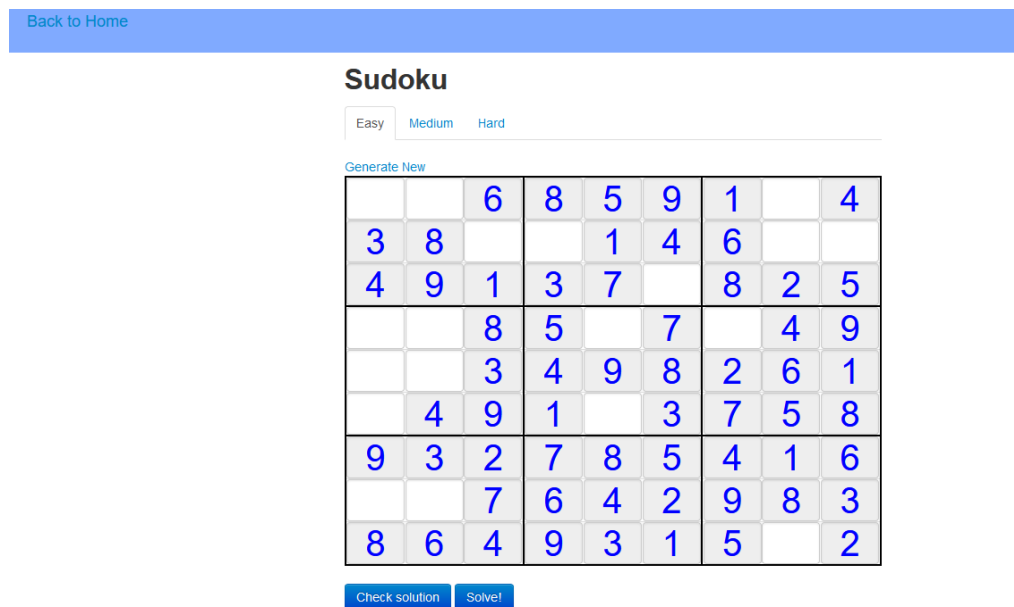 Back to Home
Sudoku
Easy Medium Hard
Generate New
6 8 5 9 1 4
3 8 1 4 6
4 9 1 3 7 8 2 5
8 5 7 4 9
3 4 9 8 2 6 1
4 9 1 3 7 5 8
9 3 2 7 8 5 4 1 6
7 6 4 2 9 8 3
8 6 4 9 3 1 5 2
Check solution Solve!